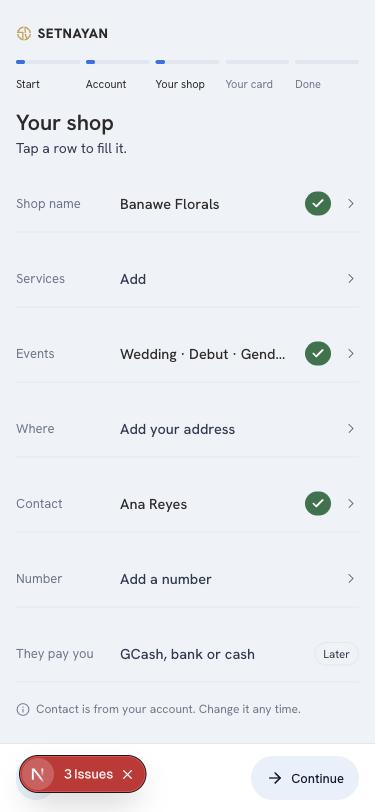 SETNAYAN
Start
Account
Your shop
Your card
Done
Your shop
Tap a row to fill it.
Shop name
Banawe Florals
Services
Add
Events
Wedding · Debut · Gend...
Where
Add your address
Contact
Ana Reyes
Number
Add a number
They pay you
GCash, bank or cash
Later
Contact is from your account. Change it any time.
N
3 Issues
Continue